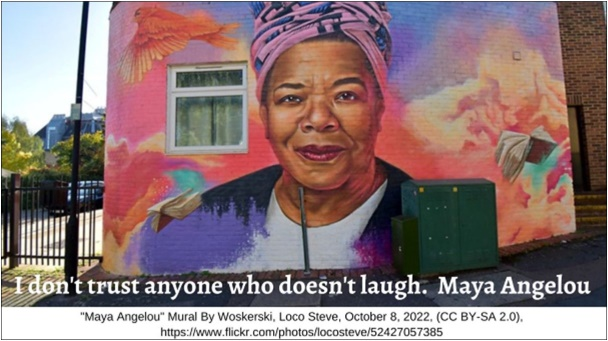 I don't trust anyone who doesn't laugh.  Maya Angelou
"Maya Angelou" Mural By Woskerski, Loco Steve, October 8, 2022, (CC BY-SA 2.0),
https://www.flickr.com/photos/locosteve/52427057385